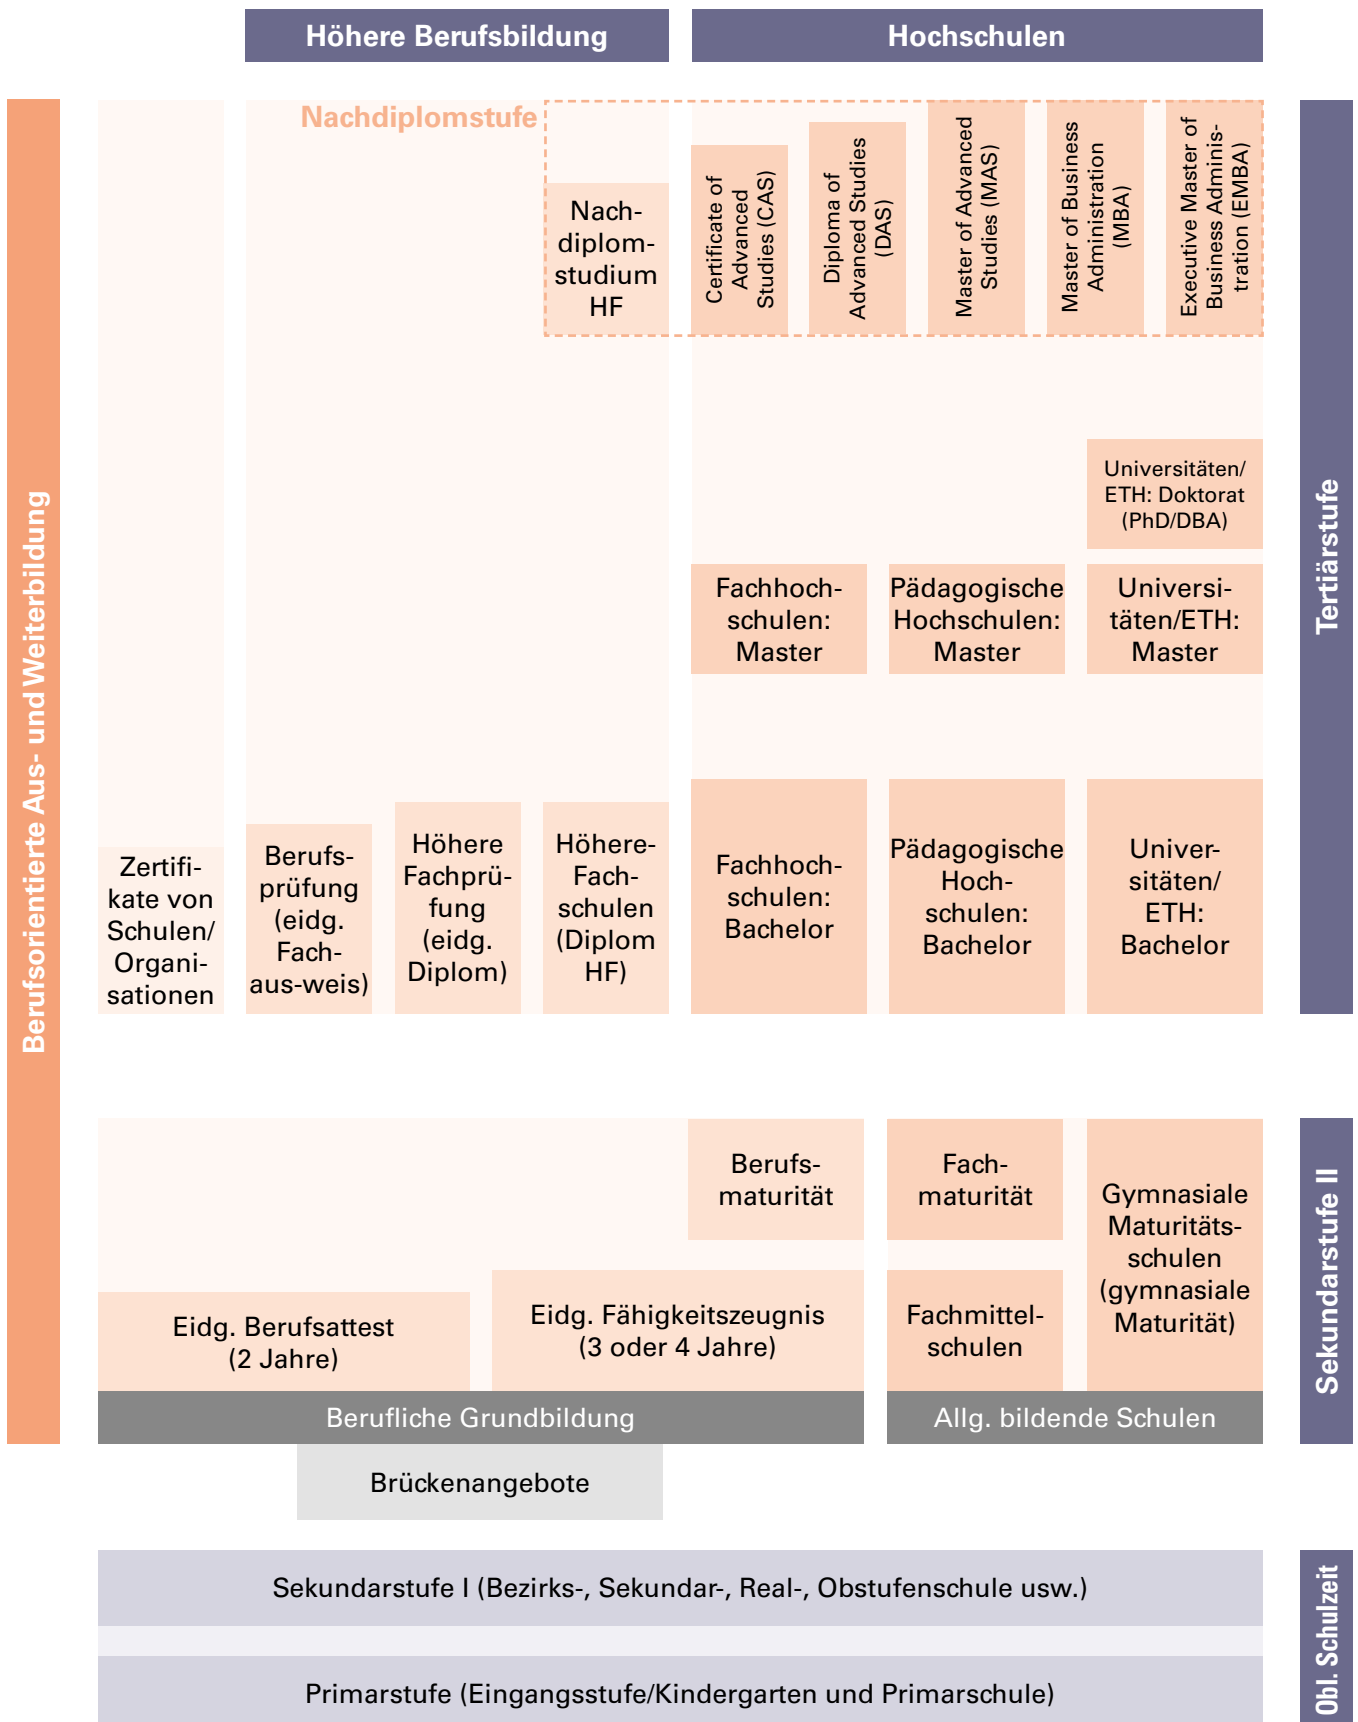 Höhere Berufsbildung
Hochschulen
Nachdiplomstufe
Nach-
diplom-
studium
HF
Certificate of
Advanced
Studies (CAS)
Diploma of
Advanced Studies
(DAS)
Master of Advanced
Studies (MAS)
Master of Business
Administration
(MBA)
Executive Master of
Business Adminis-
tration (EMBA)
Berufsorientierte Aus- und Weiterbildung
Tertiärstufe
Universitäten/
ETH: Doktorat
(PhD/DBA)
Fachhoch-
schulen:
Master
Pädagogische
Hochschulen:
Master
Universi-
täten/ETH:
Master
Zertifi-
kate von
Schulen/
Organi-
sationen
Berufs-
prüfung
(eidg.
Fach-
aus-weis)
Höhere
Fachprü-
fung
(eidg.
Diplom)
Höhere-
Fach-
schulen
(Diplom
HF)
Fachhoch-
schulen:
Bachelor
Pädagogische
Hoch-
schulen:
Bachelor
Univer-
sitäten/
ETH:
Bachelor
Berufs-
maturität
Fach-
maturität
Gymnasiale
Maturitäts-
schulen
(gymnasiale
Maturität)
Sekundarstufe II
Eidg. Berufsattest
(2 Jahre)
Eidg. Fähigkeitszeugnis
(3 oder 4 Jahre)
Fachmittel-
schulen
Berufliche Grundbildung
Allg. bildende Schulen
Brückenangebote
Sekundarstufe I (Bezirks-, Sekundar-, Real-, Obstufenschule usw.)
Primarstufe (Eingangsstufe/Kindergarten und Primarschule)
Obl. Schulzeit